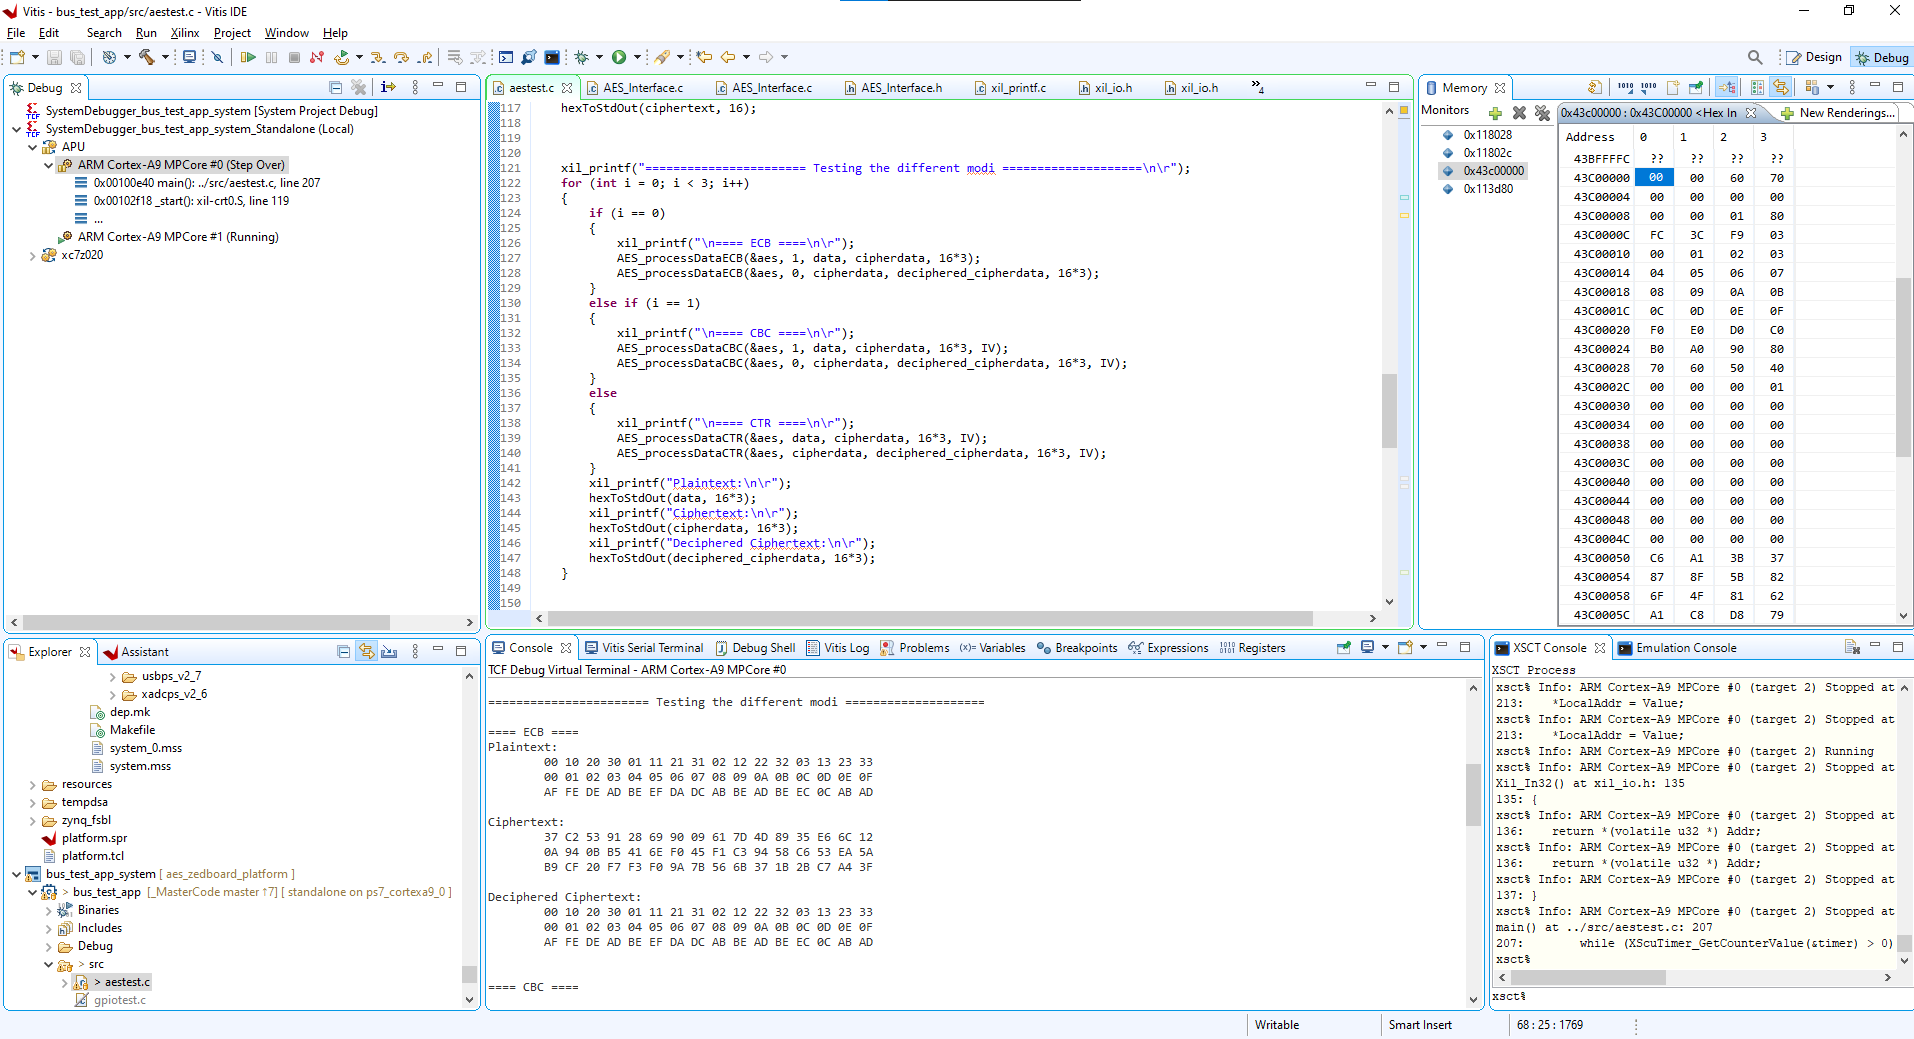 Vitis - bus_test_app/src/aestest.c - Vitis IDE
File Edit Search Run Xilinx Project Window Help
Design Debug
Debug
SystemDebugger_bus_test_app_system [System Project Debug]
SystemDebugger_bus_test_app_system_Standalone (Local)
APU
ARM Cortex-A9 MPCore #0 (Step Over)
0x00100e40 main(): ../src/aestest.c, line 207
0x00102f18 _start(): xil-crt0.S, line 119
...
ARM Cortex-A9 MPCore #1 (Running)
xc7z020
aestest.c AES_Interface.c AES_Interface.c AES_Interface.h xil_printf.c xil_io.h xil_io.h »4
117 hexToStdOut(ciphertext, 16);
118
119
120
121 xil_printf("======================= Testing the different modi ====================\n\r");
122 for (int i = 0; i < 3; i++)
123 {
124 if (i == 0)
125 {
126 xil_printf("\n==== ECB ====\n\r");
127 AES_processDataECB(&aes, 1, data, cipherdata, 16*3);
128 AES_processDataECB(&aes, 0, cipherdata, deciphered_cipherdata, 16*3);
129 }
130 else if (i == 1)
131 {
132 xil_printf("\n==== CBC ====\n\r");
133 AES_processDataCBC(&aes, 1, data, cipherdata, 16*3, IV);
134 AES_processDataCBC(&aes, 0, cipherdata, deciphered_cipherdata, 16*3, IV);
135 }
136 else
137 {
138 xil_printf("\n==== CTR ====\n\r");
139 AES_processDataCTR(&aes, data, cipherdata, 16*3, IV);
140 AES_processDataCTR(&aes, cipherdata, deciphered_cipherdata, 16*3, IV);
141 }
142 xil_printf("Plaintext:\n\r");
143 hexToStdOut(data, 16*3);
144 xil_printf("Ciphertext:\n\r");
145 hexToStdOut(cipherdata, 16*3);
146 xil_printf("Deciphered Ciphertext:\n\r");
147 hexToStdOut(deciphered_cipherdata, 16*3);
148 }
149
150
Memory
Monitors
0x118028
0x11802c
0x43c00000
0x113d80
0x43c00000 : 0x43C00000 <Hex In New Renderings...
Address 0 1 2 3
43BFFFFC ?? ?? ?? ??
43C00000 00 00 60 70
43C00004 00 00 00 00
43C00008 00 00 01 80
43C0000C FC 3C F9 03
43C00010 00 01 02 03
43C00014 04 05 06 07
43C00018 08 09 0A 0B
43C0001C 0C 0D 0E 0F
43C00020 F0 E0 D0 C0
43C00024 B0 A0 90 80
43C00028 70 60 50 40
43C0002C 00 00 00 01
43C00030 00 00 00 00
43C00034 00 00 00 00
43C00038 00 00 00 00
43C0003C 00 00 00 00
43C00040 00 00 00 00
43C00044 00 00 00 00
43C00048 00 00 00 00
43C0004C 00 00 00 00
43C00050 C6 A1 3B 37
43C00054 87 8F 5B 82
43C00058 6F 4F 81 62
43C0005C A1 C8 D8 79
Explorer Assistant
usbps_v2_7
xadcps_v2_6
dep.mk
Makefile
system_0.mss
system.mss
resources
tempdsa
zynq_fsbl
platform.spr
platform.tcl
bus_test_app_system [ aes_zedboard_platform ]
> bus_test_app [_MasterCode master ↑7] [ standalone on ps7_cortexa9_0 ]
Binaries
Includes
Debug
> src
> aestest.c
gpiotest.c
Console Vitis Serial Terminal Debug Shell Vitis Log Problems (x)= Variables Breakpoints Expressions Registers
TCF Debug Virtual Terminal - ARM Cortex-A9 MPCore #0
======================= Testing the different modi ====================
==== ECB ====
Plaintext:
00 10 20 30 01 11 21 31 02 12 22 32 03 13 23 33
00 01 02 03 04 05 06 07 08 09 0A 0B 0C 0D 0E 0F
AF FE DE AD BE EF DA DC AB BE AD BE EC 0C AB AD
Ciphertext:
37 C2 53 91 28 69 90 09 61 7D 4D 89 35 E6 6C 12
0A 94 0B B5 41 6E F0 45 F1 C3 94 58 C6 53 EA 5A
B9 CF 20 F7 F3 F0 9A 7B 56 6B 37 1B 2B C7 A4 3F
Deciphered Ciphertext:
00 10 20 30 01 11 21 31 02 12 22 32 03 13 23 33
00 01 02 03 04 05 06 07 08 09 0A 0B 0C 0D 0E 0F
AF FE DE AD BE EF DA DC AB BE AD BE EC 0C AB AD
==== CBC ====
XSCT Console Emulation Console
XSCT Process
xsct% Info: ARM Cortex-A9 MPCore #0 (target 2) Stopped at
213: *LocalAddr = Value;
xsct% Info: ARM Cortex-A9 MPCore #0 (target 2) Stopped at
213: *LocalAddr = Value;
xsct% Info: ARM Cortex-A9 MPCore #0 (target 2) Running
xsct% Info: ARM Cortex-A9 MPCore #0 (target 2) Stopped at
Xil_In32() at xil_io.h: 135
135: {
xsct% Info: ARM Cortex-A9 MPCore #0 (target 2) Stopped at
136: return *(volatile u32 *) Addr;
xsct% Info: ARM Cortex-A9 MPCore #0 (target 2) Stopped at
136: return *(volatile u32 *) Addr;
xsct% Info: ARM Cortex-A9 MPCore #0 (target 2) Stopped at
137: }
xsct% Info: ARM Cortex-A9 MPCore #0 (target 2) Stopped at
main() at ../src/aestest.c: 207
207: while (XScuTimer_GetCounterValue(&timer) > 0)
xsct%
xsct%
Writable Smart Insert 68 : 25 : 1769